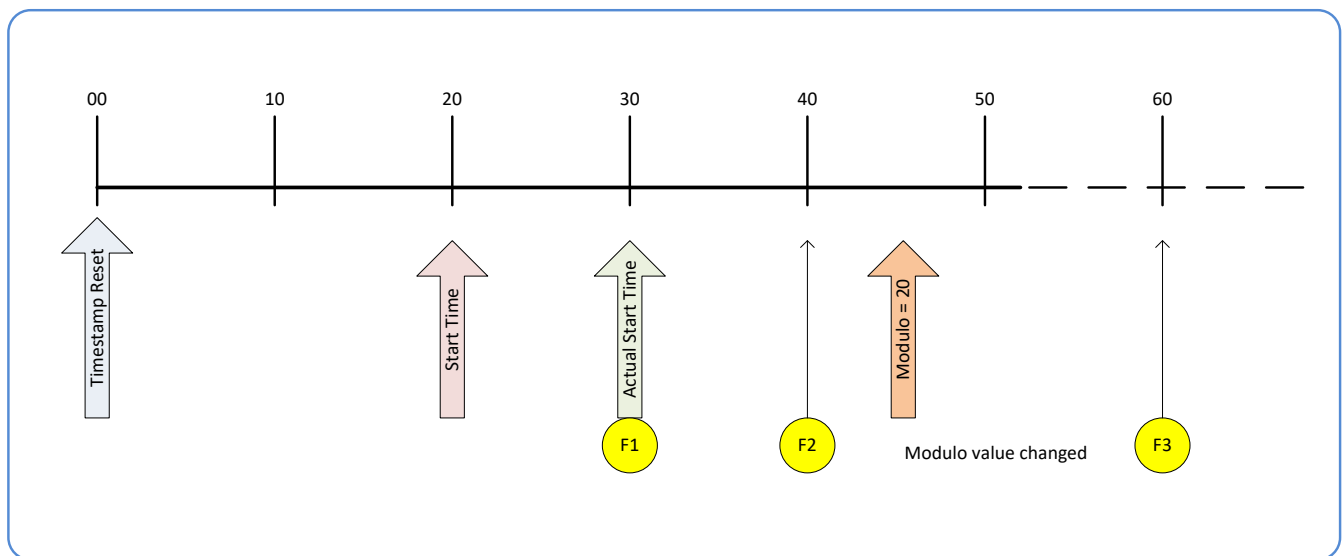 00
10
20
30
40
50
60
Timestamp Reset
Start Time
Actual Start Time
Modulo = 20
F1
F2
Modulo value changed
F3